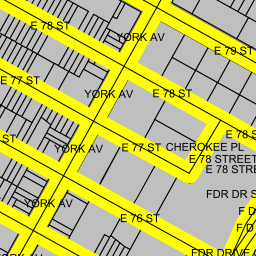 E 78 ST
YORK AV
E 79 ST
E 77 ST
YORK AV
E 78 ST
E 78
ST
YORK AV
E 77 ST
CHEROKEE PL
E 78 STREET
E 78 STRE
YORK AV
FDR DR S
E 76 ST
F D
F D
FDR DRIVE